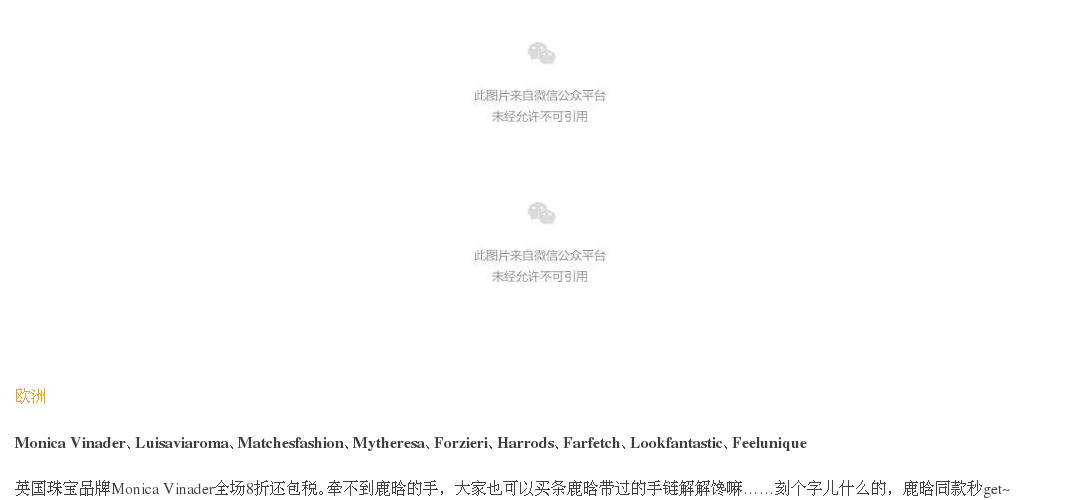 此图片来自微信公众平台
未经允许不可引用
此图片来自微信公众平台
未经允许不可引用
欧洲
Monica Vinader、Luisaviaroma、Matchesfashion、Mytheresa、Forzieri、Harrods、Farfetch、Lookfantastic、Feelunique
英国珠宝品牌Monica Vinader全场8折还包税。牵不到鹿晗的手，大家也可以买条鹿晗带过的手链解解馋嘛……刻个字儿什么的，鹿晗同款秒get~